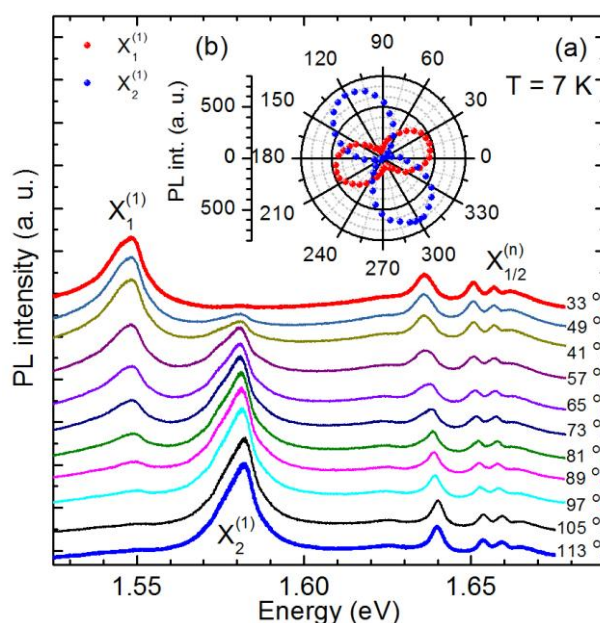 X₁⁽¹⁾
X₂⁽¹⁾
(b)
(a)
T = 7 K
90
120
60
150
30
180
0
210
330
240
300
270
PL int. (a. u.)
500
0
500
X₁⁽¹⁾
X₁/₂⁽ⁿ⁾
33 °
49 °
41 °
57 °
65 °
73 °
81 °
89 °
97 °
105 °
113 °
X₂⁽¹⁾
PL intensity (a. u.)
1.55
1.60
1.65
Energy (eV)